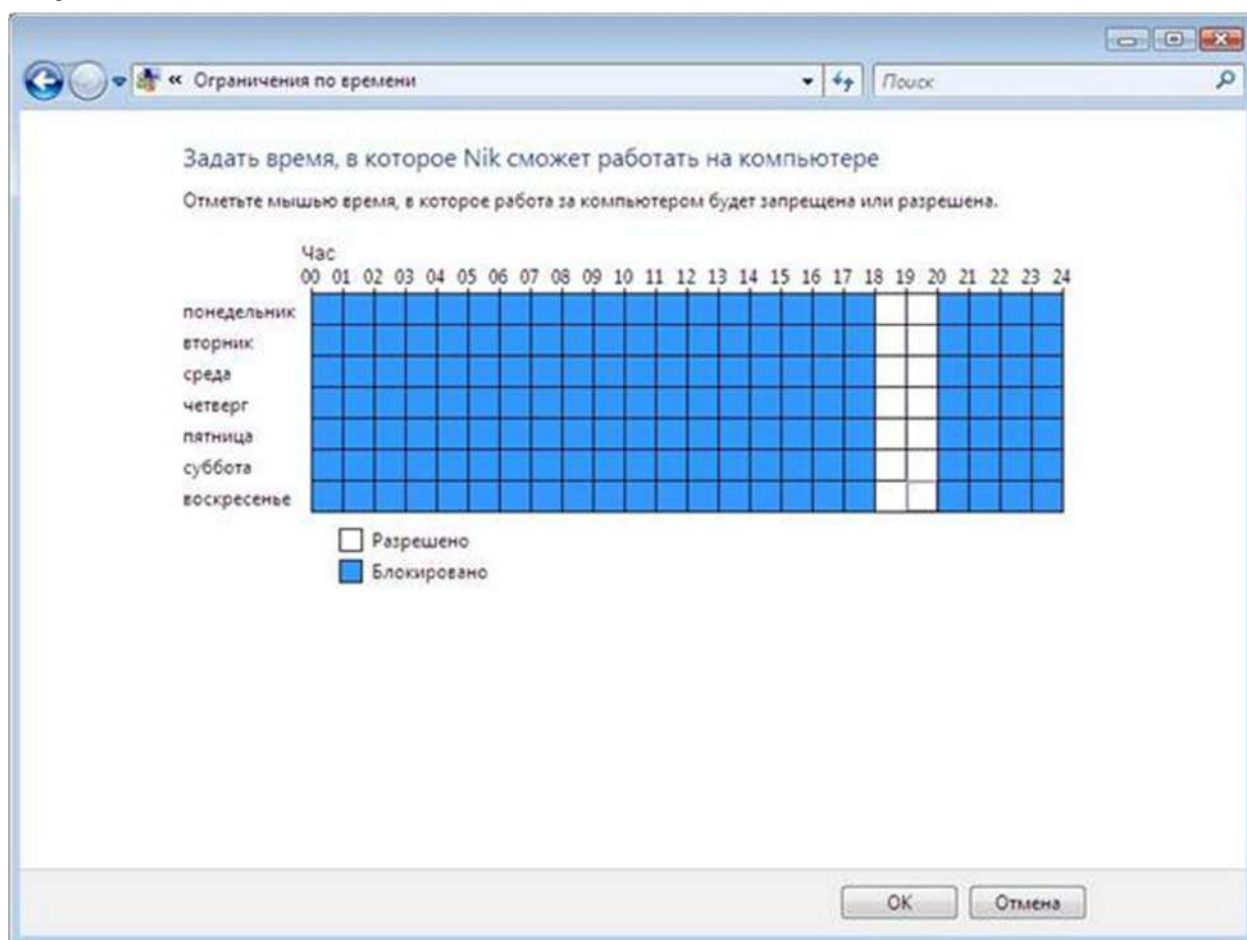 « Ограничения по времени
Поиск
Задать время, в которое Nik сможет работать на компьютере
Отметьте мышью время, в которое работа за компьютером будет запрещена или разрешена.
Час
00 01 02 03 04 05 06 07 08 09 10 11 12 13 14 15 16 17 18 19 20 21 22 23 24
понедельник
вторник
среда
четверг
пятница
суббота
воскресенье
Разрешено
Блокировано
OK Отмена